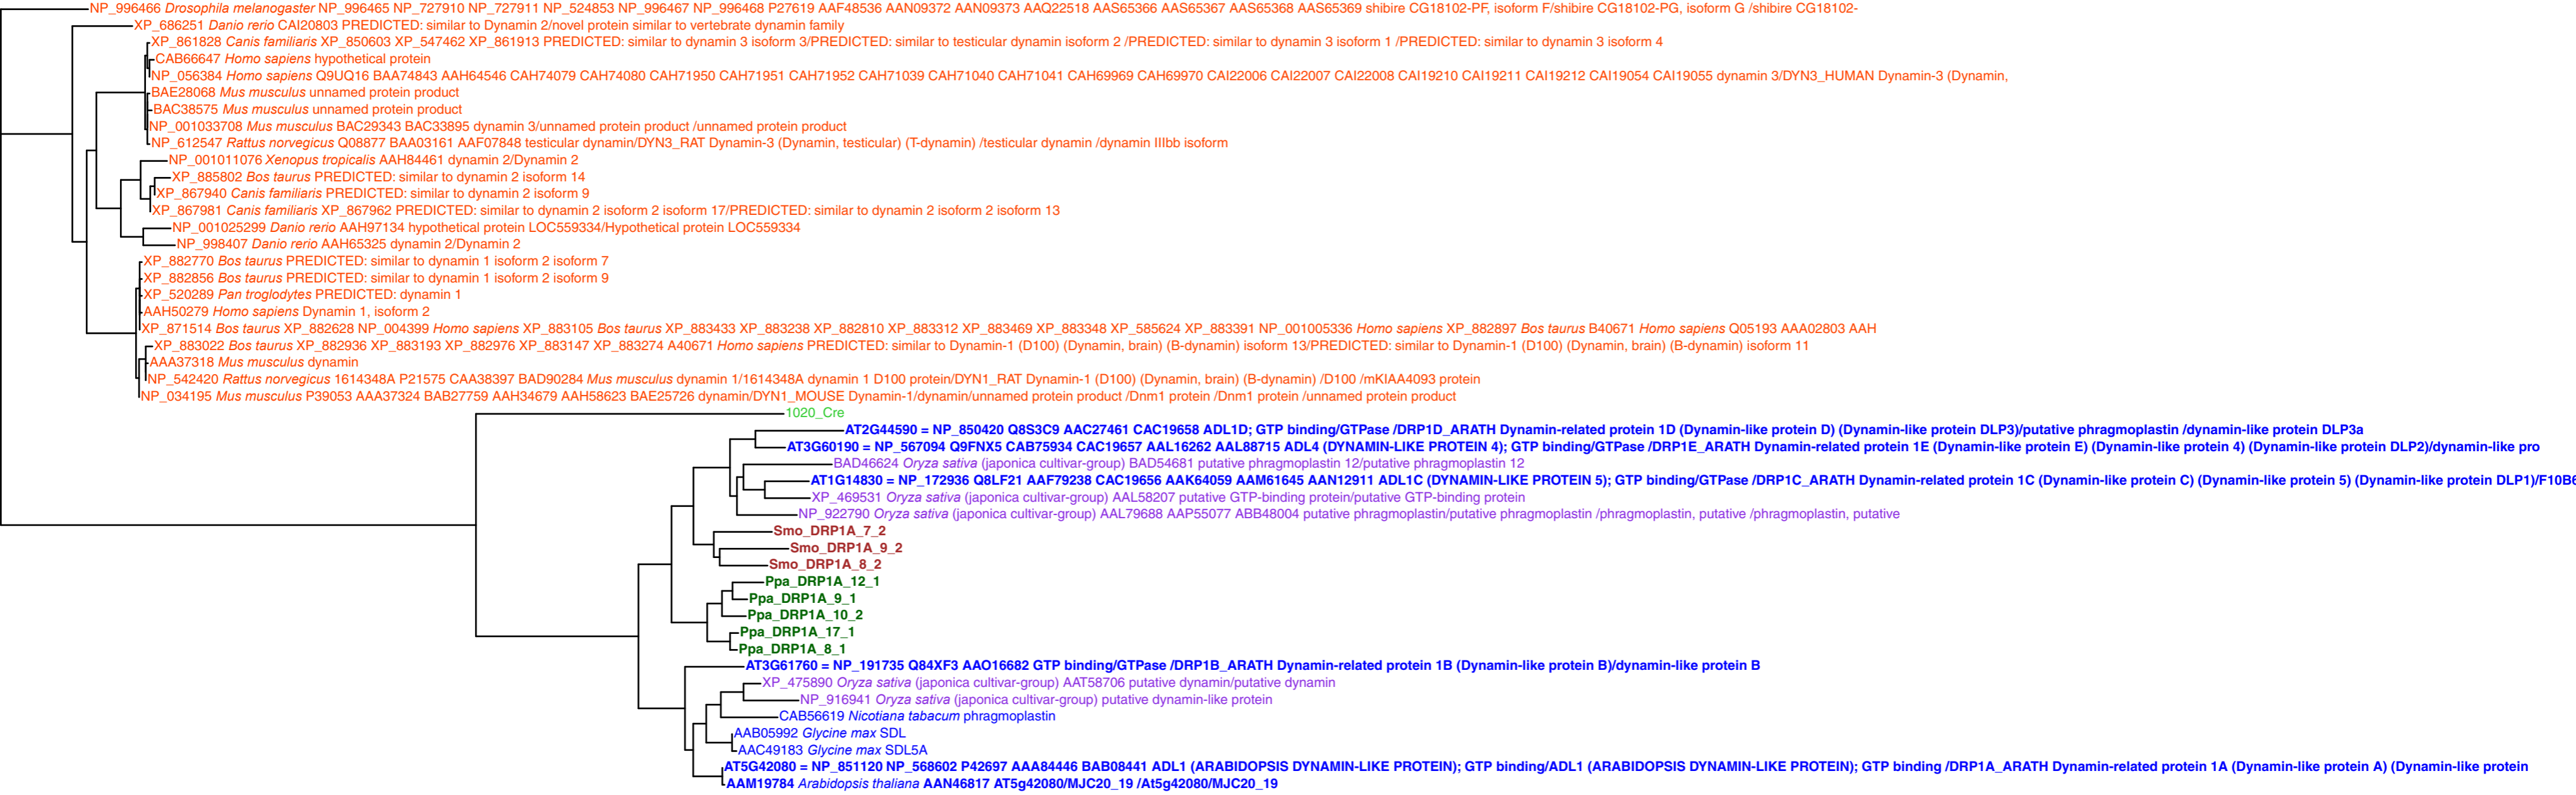 NP_996466 Drosophila melanogaster NP_996465 NP_727910 NP_727911 NP_524853 NP_996467 NP_996468 P27619 AAF48536 AAN09372 AAN09373 AAQ22518 AAS65366 AAS65367 AAS65368 AAS65369 shibire CG18102-PF, isoform F/shibire CG18102-PG, isoform G /shibire CG18102-
XP_686251 Danio rerio CAI20803 PREDICTED: similar to Dynamin 2/novel protein similar to vertebrate dynamin family
XP_861828 Canis familiaris XP_850603 XP_547462 XP_861913 PREDICTED: similar to dynamin 3 isoform 3/PREDICTED: similar to testicular dynamin isoform 2 /PREDICTED: similar to dynamin 3 isoform 1 /PREDICTED: similar to dynamin 3 isoform 4
CAB66647 Homo sapiens hypothetical protein
NP_056384 Homo sapiens Q9UQ16 BAA74843 AAH64546 CAH74079 CAH74080 CAH71950 CAH71951 CAH71952 CAH71039 CAH71040 CAH71041 CAH69969 CAH69970 CAI22006 CAI22007 CAI22008 CAI19210 CAI19211 CAI19212 CAI19054 CAI19055 dynamin 3/DYN3_HUMAN Dynamin-3 (Dynamin,
BAE28068 Mus musculus unnamed protein product
BAC38575 Mus musculus unnamed protein product
NP_001033708 Mus musculus BAC29343 BAC33895 dynamin 3/unnamed protein product /unnamed protein product
NP_612547 Rattus norvegicus Q08877 BAA03161 AAF07848 testicular dynamin/DYN3_RAT Dynamin-3 (Dynamin, testicular) (T-dynamin) /testicular dynamin /dynamin IIIbb isoform
NP_001011076 Xenopus tropicalis AAH84461 dynamin 2/Dynamin 2
XP_885802 Bos taurus PREDICTED: similar to dynamin 2 isoform 14
XP_867940 Canis familiaris PREDICTED: similar to dynamin 2 isoform 9
XP_867981 Canis familiaris XP_867962 PREDICTED: similar to dynamin 2 isoform 2 isoform 17/PREDICTED: similar to dynamin 2 isoform 2 isoform 13
NP_001025299 Danio rerio AAH97134 hypothetical protein LOC559334/Hypothetical protein LOC559334
NP_998407 Danio rerio AAH65325 dynamin 2/Dynamin 2
XP_882770 Bos taurus PREDICTED: similar to dynamin 1 isoform 2 isoform 7
XP_882856 Bos taurus PREDICTED: similar to dynamin 1 isoform 2 isoform 9
XP_520289 Pan troglodytes PREDICTED: dynamin 1
AAH50279 Homo sapiens Dynamin 1, isoform 2
XP_871514 Bos taurus XP_882628 NP_004399 Homo sapiens XP_883105 Bos taurus XP_883433 XP_883238 XP_882810 XP_883312 XP_883469 XP_883348 XP_585624 XP_883391 NP_001005336 Homo sapiens XP_882897 Bos taurus B40671 Homo sapiens Q05193 AAA02803 AAH
XP_883022 Bos taurus XP_882936 XP_883193 XP_882976 XP_883147 XP_883274 A40671 Homo sapiens PREDICTED: similar to Dynamin-1 (D100) (Dynamin, brain) (B-dynamin) isoform 13/PREDICTED: similar to Dynamin-1 (D100) (Dynamin, brain) (B-dynamin) isoform 11
AAA37318 Mus musculus dynamin
NP_542420 Rattus norvegicus 1614348A P21575 CAA38397 BAD90284 Mus musculus dynamin 1/1614348A dynamin 1 D100 protein/DYN1_RAT Dynamin-1 (D100) (Dynamin, brain) (B-dynamin) /D100 /mKIAA4093 protein
NP_034195 Mus musculus P39053 AAA37324 BAB27759 AAH34679 AAH58623 BAE25726 dynamin/DYN1_MOUSE Dynamin-1/dynamin/unnamed protein product /Dnm1 protein /Dnm1 protein /unnamed protein product
1020_Cre
AT2G44590 = NP_850420 Q8S3C9 AAC27461 CAC19658 ADL1D; GTP binding/GTPase /DRP1D_ARATH Dynamin-related protein 1D (Dynamin-like protein D) (Dynamin-like protein DLP3)/putative phragmoplastin /dynamin-like protein DLP3a
AT3G60190 = NP_567094 Q9FNX5 CAB75934 CAC19657 AAL16262 AAL88715 ADL4 (DYNAMIN-LIKE PROTEIN 4); GTP binding/GTPase /DRP1E_ARATH Dynamin-related protein 1E (Dynamin-like protein E) (Dynamin-like protein 4) (Dynamin-like protein DLP2)/dynamin-like pro
BAD46624 Oryza sativa (japonica cultivar-group) BAD54681 putative phragmoplastin 12/putative phragmoplastin 12
AT1G14830 = NP_172936 Q8LF21 AAF79238 CAC19656 AAK64059 AAM61645 AAN12911 ADL1C (DYNAMIN-LIKE PROTEIN 5); GTP binding/GTPase /DRP1C_ARATH Dynamin-related protein 1C (Dynamin-like protein C) (Dynamin-like protein 5) (Dynamin-like protein DLP1)/F10B6
XP_469531 Oryza sativa (japonica cultivar-group) AAL58207 putative GTP-binding protein/putative GTP-binding protein
NP_922790 Oryza sativa (japonica cultivar-group) AAL79688 AAP55077 ABB48004 putative phragmoplastin/putative phragmoplastin /phragmoplastin, putative /phragmoplastin, putative
Smo_DRP1A_7_2
Smo_DRP1A_9_2
Smo_DRP1A_8_2
Ppa_DRP1A_12_1
Ppa_DRP1A_9_1
Ppa_DRP1A_10_2
Ppa_DRP1A_17_1
Ppa_DRP1A_8_1
AT3G61760 = NP_191735 Q84XF3 AAO16682 GTP binding/GTPase /DRP1B_ARATH Dynamin-related protein 1B (Dynamin-like protein B)/dynamin-like protein B
XP_475890 Oryza sativa (japonica cultivar-group) AAT58706 putative dynamin/putative dynamin
NP_916941 Oryza sativa (japonica cultivar-group) putative dynamin-like protein
CAB56619 Nicotiana tabacum phragmoplastin
AAB05992 Glycine max SDL
AAC49183 Glycine max SDL5A
AT5G42080 = NP_851120 NP_568602 P42697 AAA84446 BAB08441 ADL1 (ARABIDOPSIS DYNAMIN-LIKE PROTEIN); GTP binding/ADL1 (ARABIDOPSIS DYNAMIN-LIKE PROTEIN); GTP binding /DRP1A_ARATH Dynamin-related protein 1A (Dynamin-like protein A) (Dynamin-like protein
AAM19784 Arabidopsis thaliana AAN46817 AT5g42080/MJC20_19 /At5g42080/MJC20_19